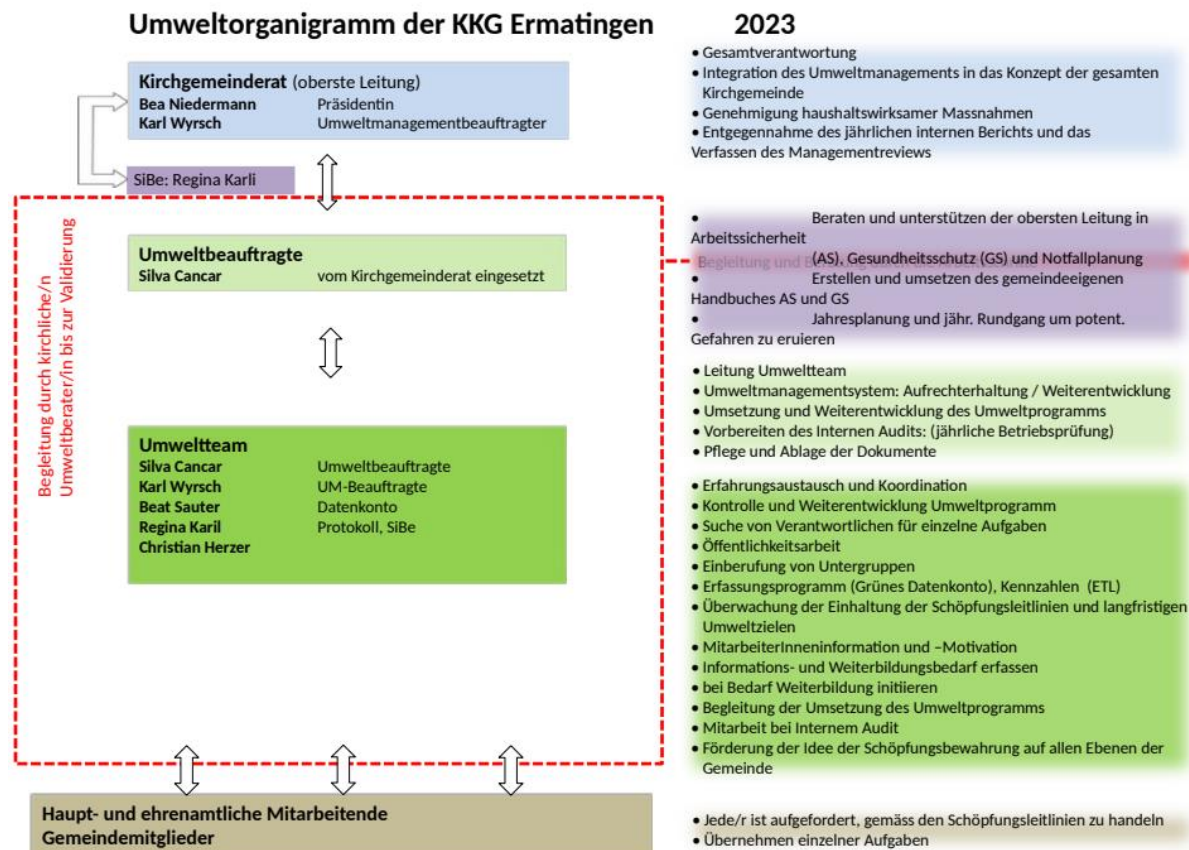 Umweltorganigramm der KKG Ermatingen 2023
Kirchgemeinderat (oberste Leitung)
Bea Niedermann Präsidentin
Karl Wyrsch Umweltmanagementbeauftragter
SiBe: Regina Karli
Begleitung durch kirchliche/n
Umweltberater/in bis zur Validierung
Umweltbeauftragte
Silva Cancar vom Kirchgemeinderat eingesetzt
Umweltteam
Silva Cancar Umweltbeauftragte
Karl Wyrsch UM-Beauftragte
Beat Sauter Datenkonto
Regina Karil Protokoll, SiBe
Christian Herzer
Haupt- und ehrenamtliche Mitarbeitende
Gemeindemitglieder
• Gesamtverantwortung
• Integration des Umweltmanagements in das Konzept der gesamten
Kirchgemeinde
• Genehmigung haushaltswirksamer Massnahmen
• Entgegennahme des jährlichen internen Berichts und das
Verfassen des Managementreviews
• Beraten und unterstützen der obersten Leitung in
Arbeitssicherheit
(AS), Gesundheitsschutz (GS) und Notfallplanung
Begleitung und
• Erstellen und umsetzen des gemeindeeigenen
Handbuches AS und GS
• Jahresplanung und jähr. Rundgang um potent.
Gefahren zu eruieren
• Leitung Umweltteam
• Umweltmanagementsystem: Aufrechterhaltung / Weiterentwicklung
• Umsetzung und Weiterentwicklung des Umweltprogramms
• Vorbereiten des Internen Audits: (jährliche Betriebsprüfung)
• Pflege und Ablage der Dokumente
• Erfahrungsaustausch und Koordination
• Kontrolle und Weiterentwicklung Umweltprogramm
• Suche von Verantwortlichen für einzelne Aufgaben
• Öffentlichkeitsarbeit
• Einberufung von Untergruppen
• Erfassungsprogramm (Grünes Datenkonto), Kennzahlen (ETL)
• Überwachung der Einhaltung der Schöpfungsleitlinien und langfristigen
Umweltzielen
• MitarbeiterInneninformation und –Motivation
• Informations- und Weiterbildungsbedarf erfassen
• bei Bedarf Weiterbildung initiieren
• Begleitung der Umsetzung des Umweltprogramms
• Mitarbeit bei Internem Audit
• Förderung der Idee der Schöpfungsbewahrung auf allen Ebenen der
Gemeinde
• Jede/r ist aufgefordert, gemäss den Schöpfungsleitlinien zu handeln
• Übernehmen einzelner Aufgaben